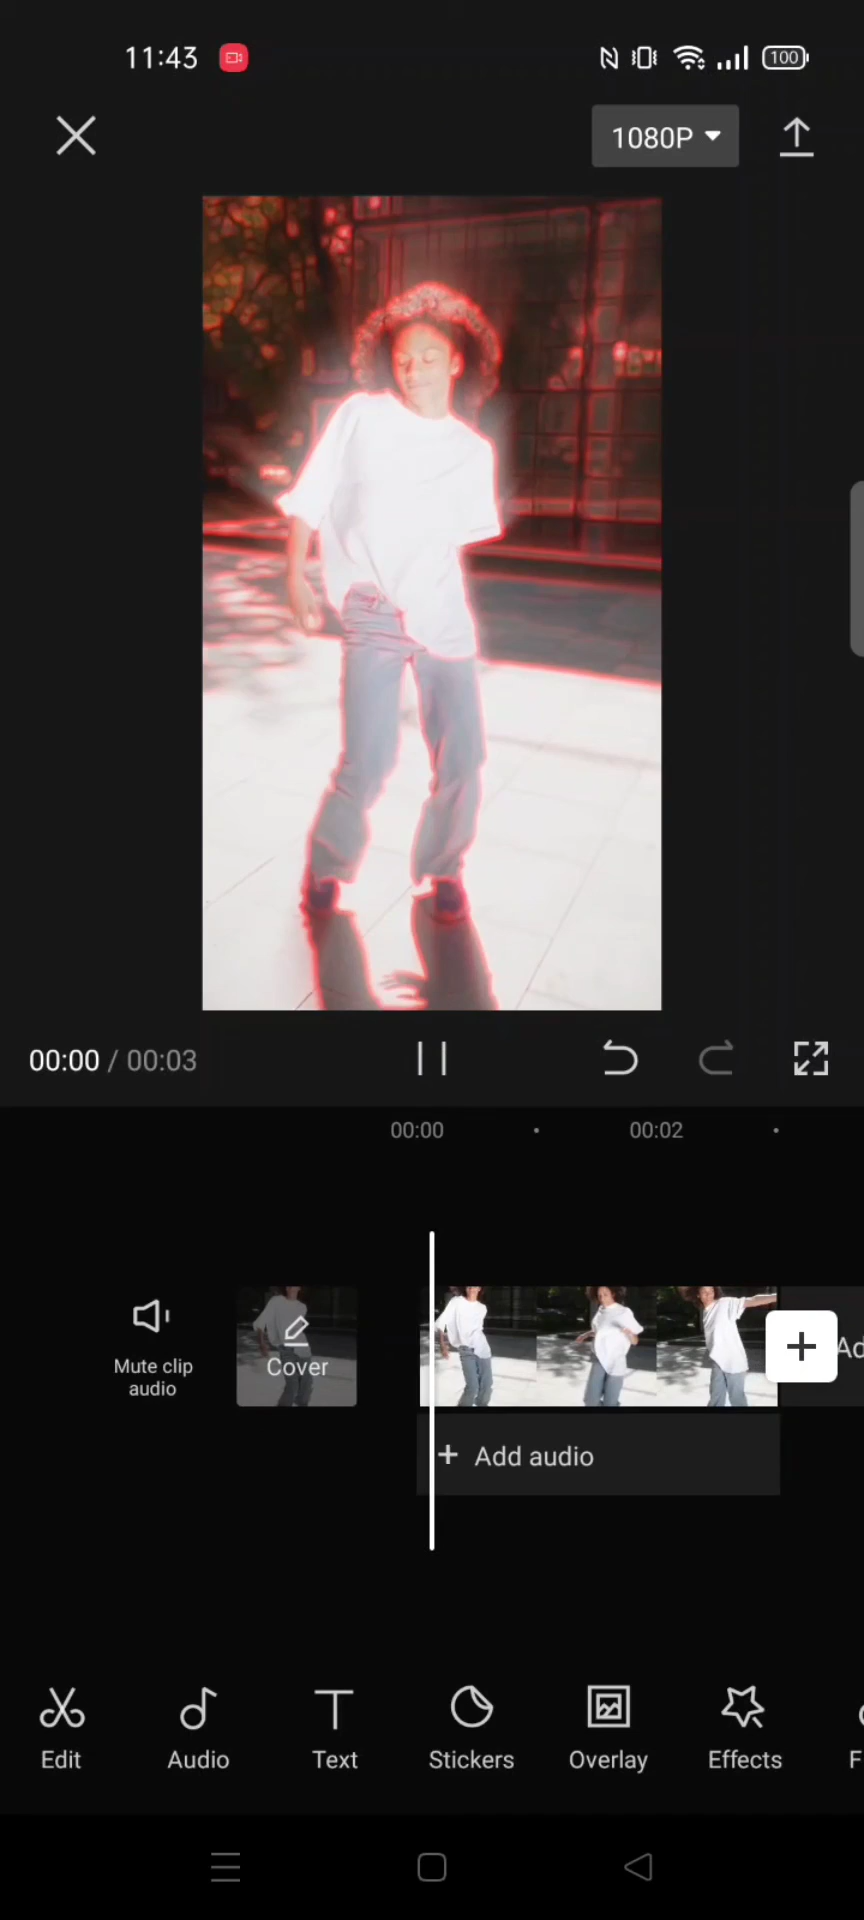 11:43
100
1080P
00:00 / 00:03
00:00
00:02
Mute clip
audio
Cover
Add audio
Edit
Audio
Text
Stickers
Overlay
Effects